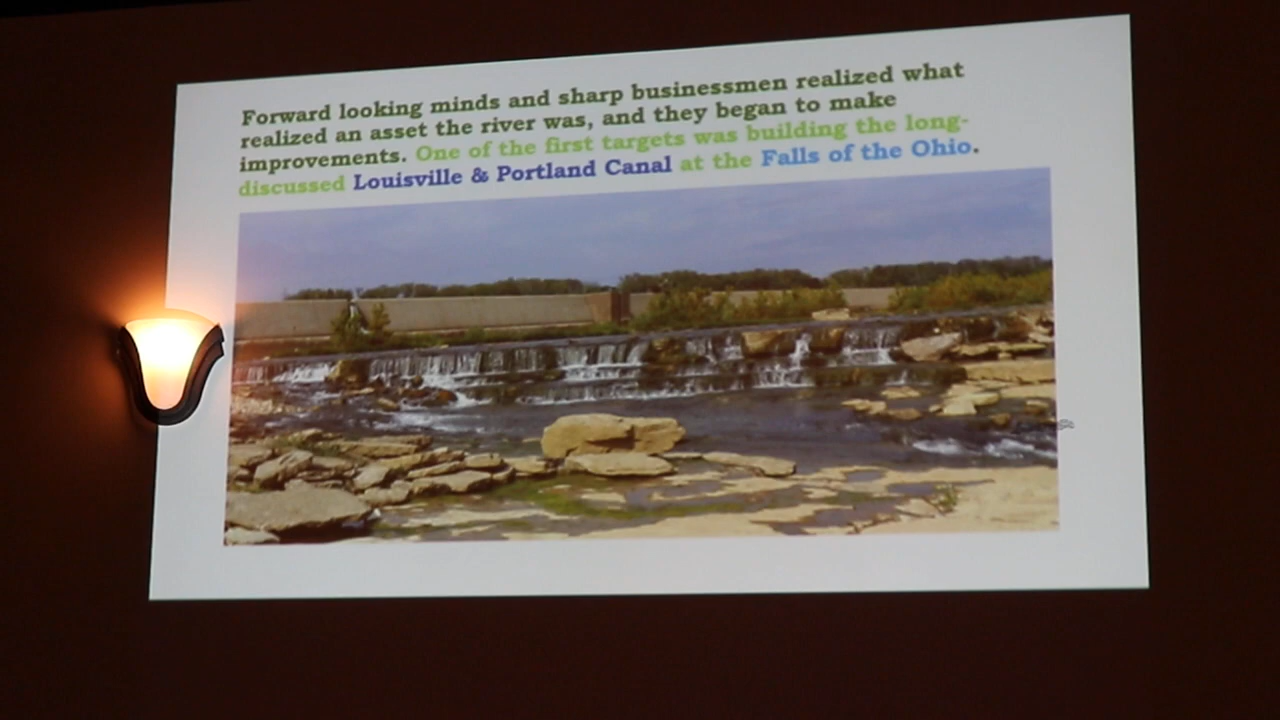 Forward looking minds and sharp businessmen realized what
realized an asset the river was, and they began to make
improvements. One of the first targets was building the long-
discussed Louisville & Portland Canal at the Falls of the Ohio.